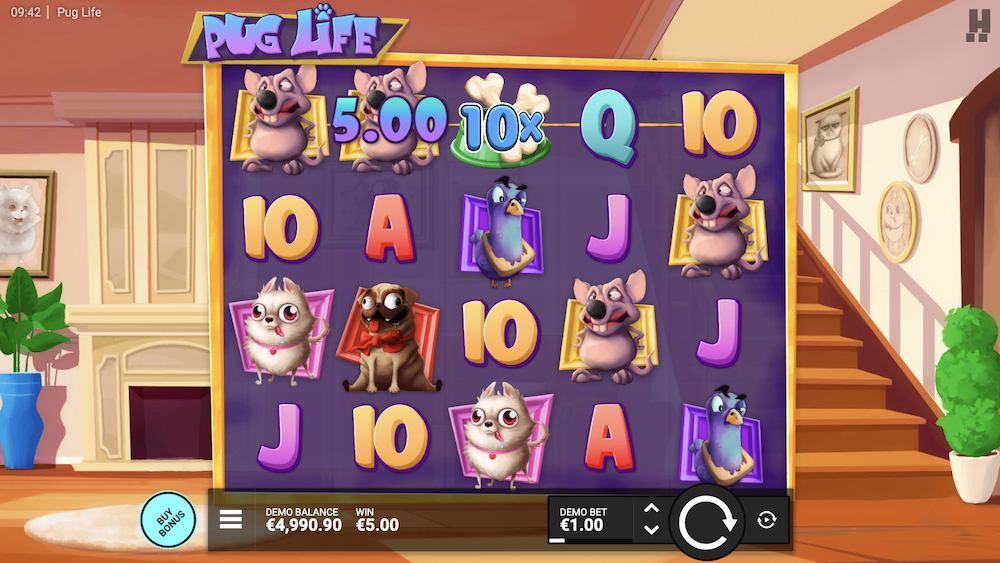 09:42 | Pug Life
PUG LIFE
5.00 10x Q 10
10 A J
10 J
J 10 A
BUY BONUS
DEMO BALANCE
€4,990.90
WIN
€5.00
DEMO BET
€1.00